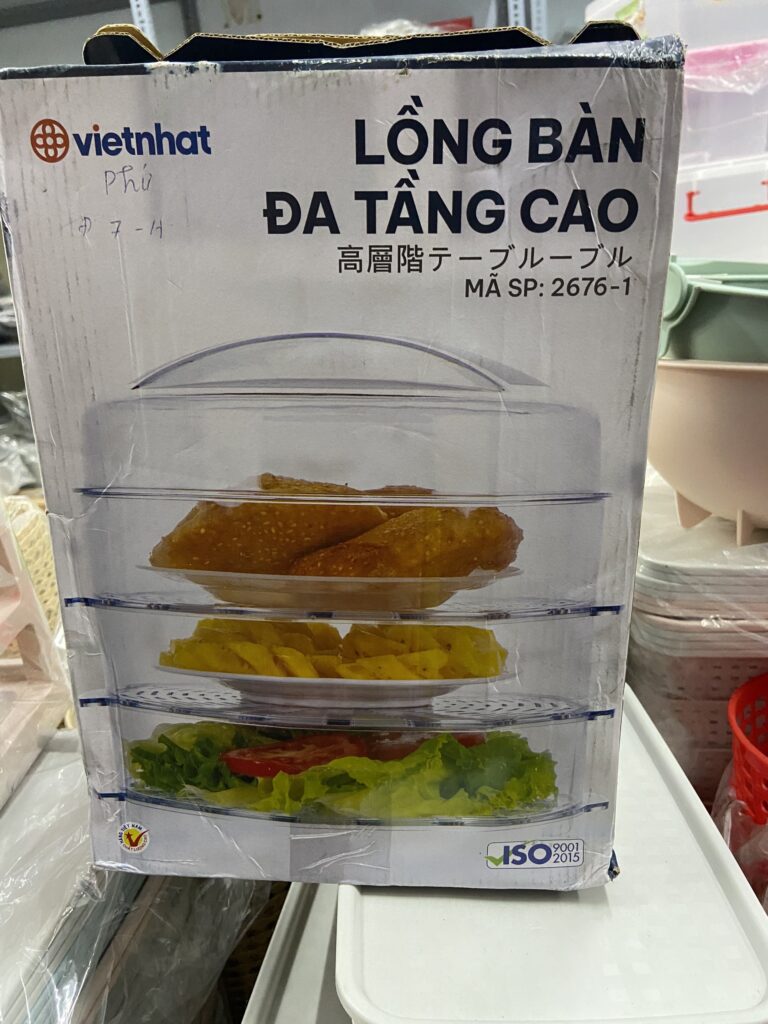 vietnhat
LỒNG BÀN
ĐA TẦNG CAO
高層階テーブルーブル
MÃ SP: 2676-1
Phú
7-H
ISO 9001
2015